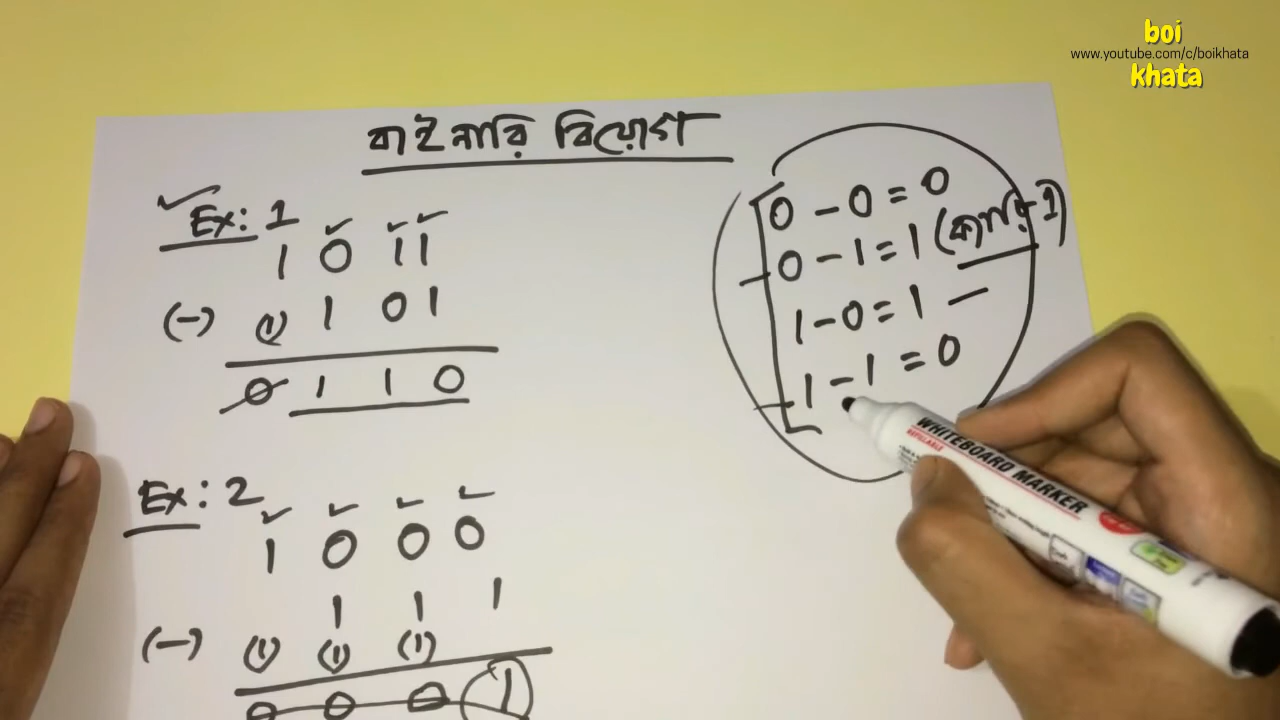 boi
www.youtube.com/c/boikhata
khata
বাইনারি বিয়োগ
Ex: 1
1 0 1 1
(-) (1) 1 0 1
0 1 1 0
0 - 0 = 0
0 - 1 = 1 (ক্যারি-1)
1 - 0 = 1 —
1 - 1 = 0
Ex: 2
1 0 0 0
1 1 1
(-) (1) (1) (1)
0 0 0 1
WHITEBOARD MARKER
REFILLABLE